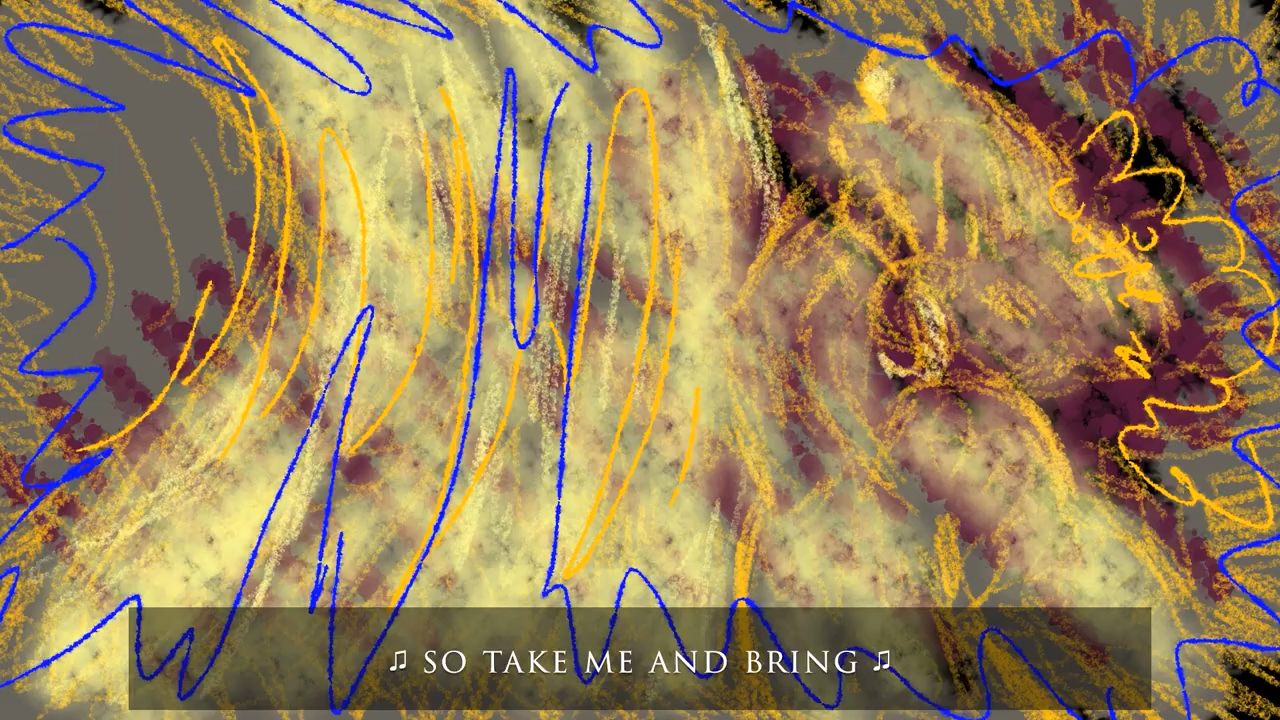 ♫ SO TAKE ME AND BRING ♫